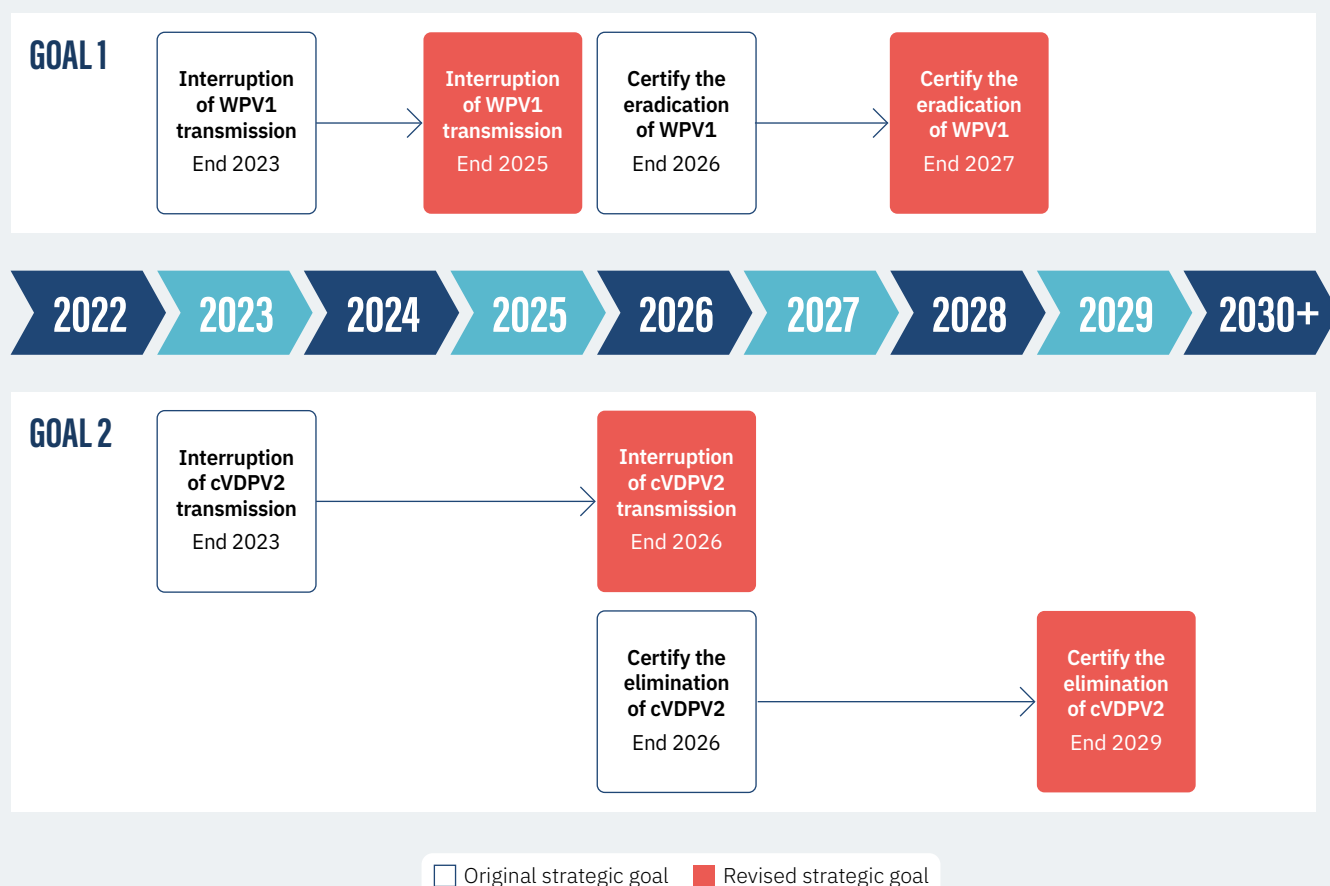 GOAL 1
Interruption
of WPV1
transmission
End 2023
Interruption
of WPV1
transmission
End 2025
Certify the
eradication
of WPV1
End 2026
Certify the
eradication
of WPV1
End 2027
2022
2023
2024
2025
2026
2027
2028
2029
2030+
GOAL 2
Interruption
of cVDPV2
transmission
End 2023
Interruption
of cVDPV2
transmission
End 2026
Certify the
elimination
of cVDPV2
End 2026
Certify the
elimination
of cVDPV2
End 2029
Original strategic goal
Revised strategic goal